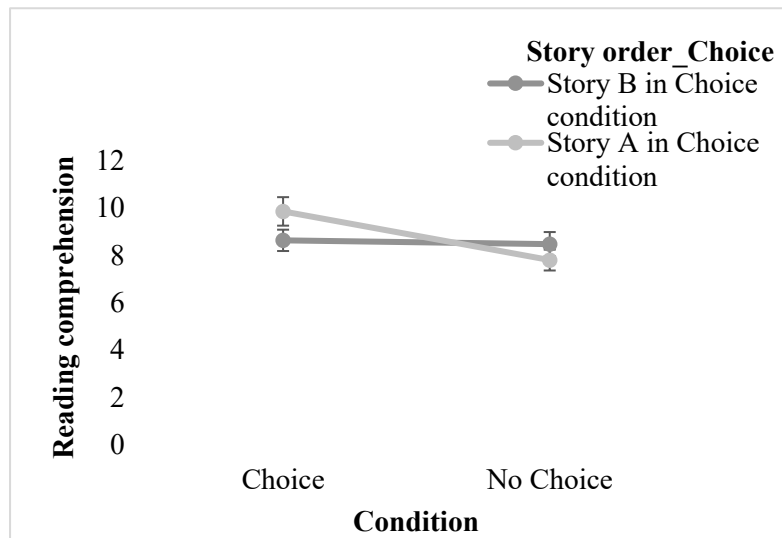 Story order_Choice
Story B in Choice
condition
Story A in Choice
condition
Reading comprehension
12
10
8
6
4
2
0
Choice
No Choice
Condition